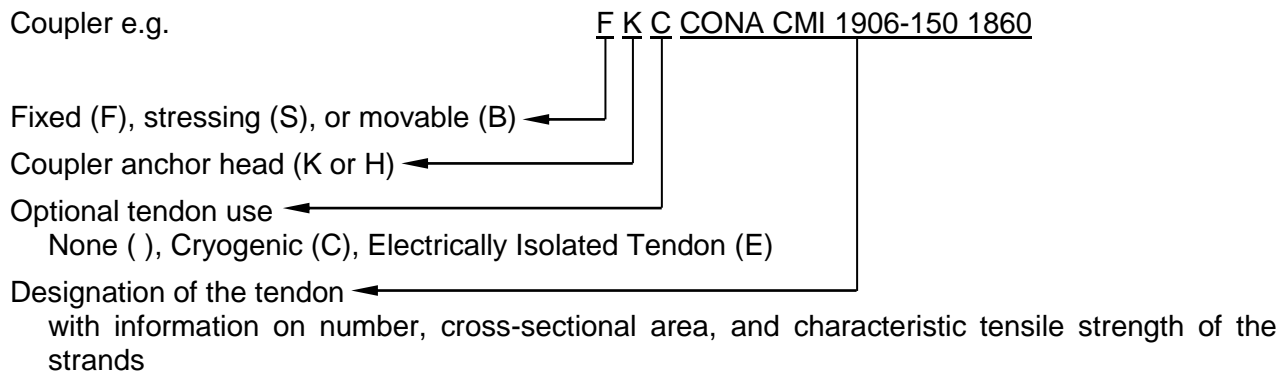 Coupler e.g. F K C CONA CMI 1906-150 1860
Fixed (F), stressing (S), or movable (B)
Coupler anchor head (K or H)
Optional tendon use
None ( ), Cryogenic (C), Electrically Isolated Tendon (E)
Designation of the tendon
with information on number, cross-sectional area, and characteristic tensile strength of the
strands